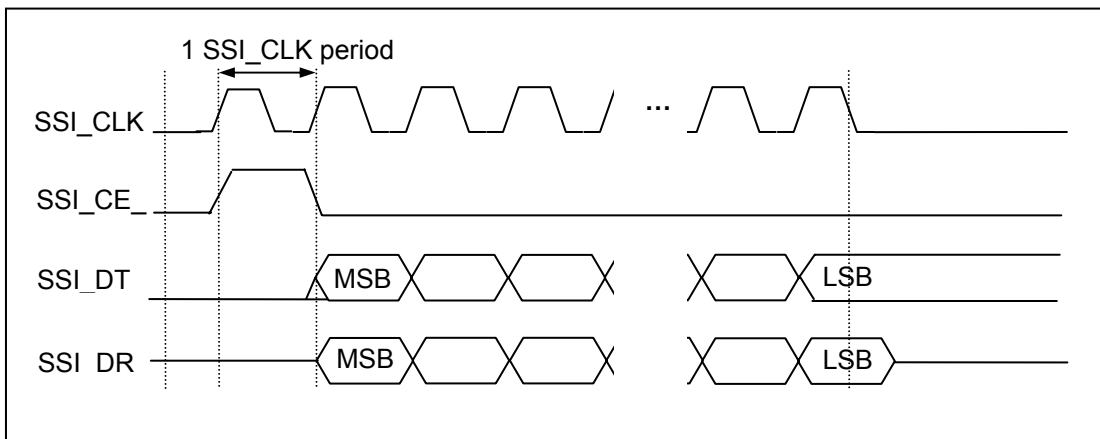 1 SSI_CLK period
SSI_CLK
...
SSI_CE_
SSI_DT
MSB
LSB
SSI DR
MSB
LSB